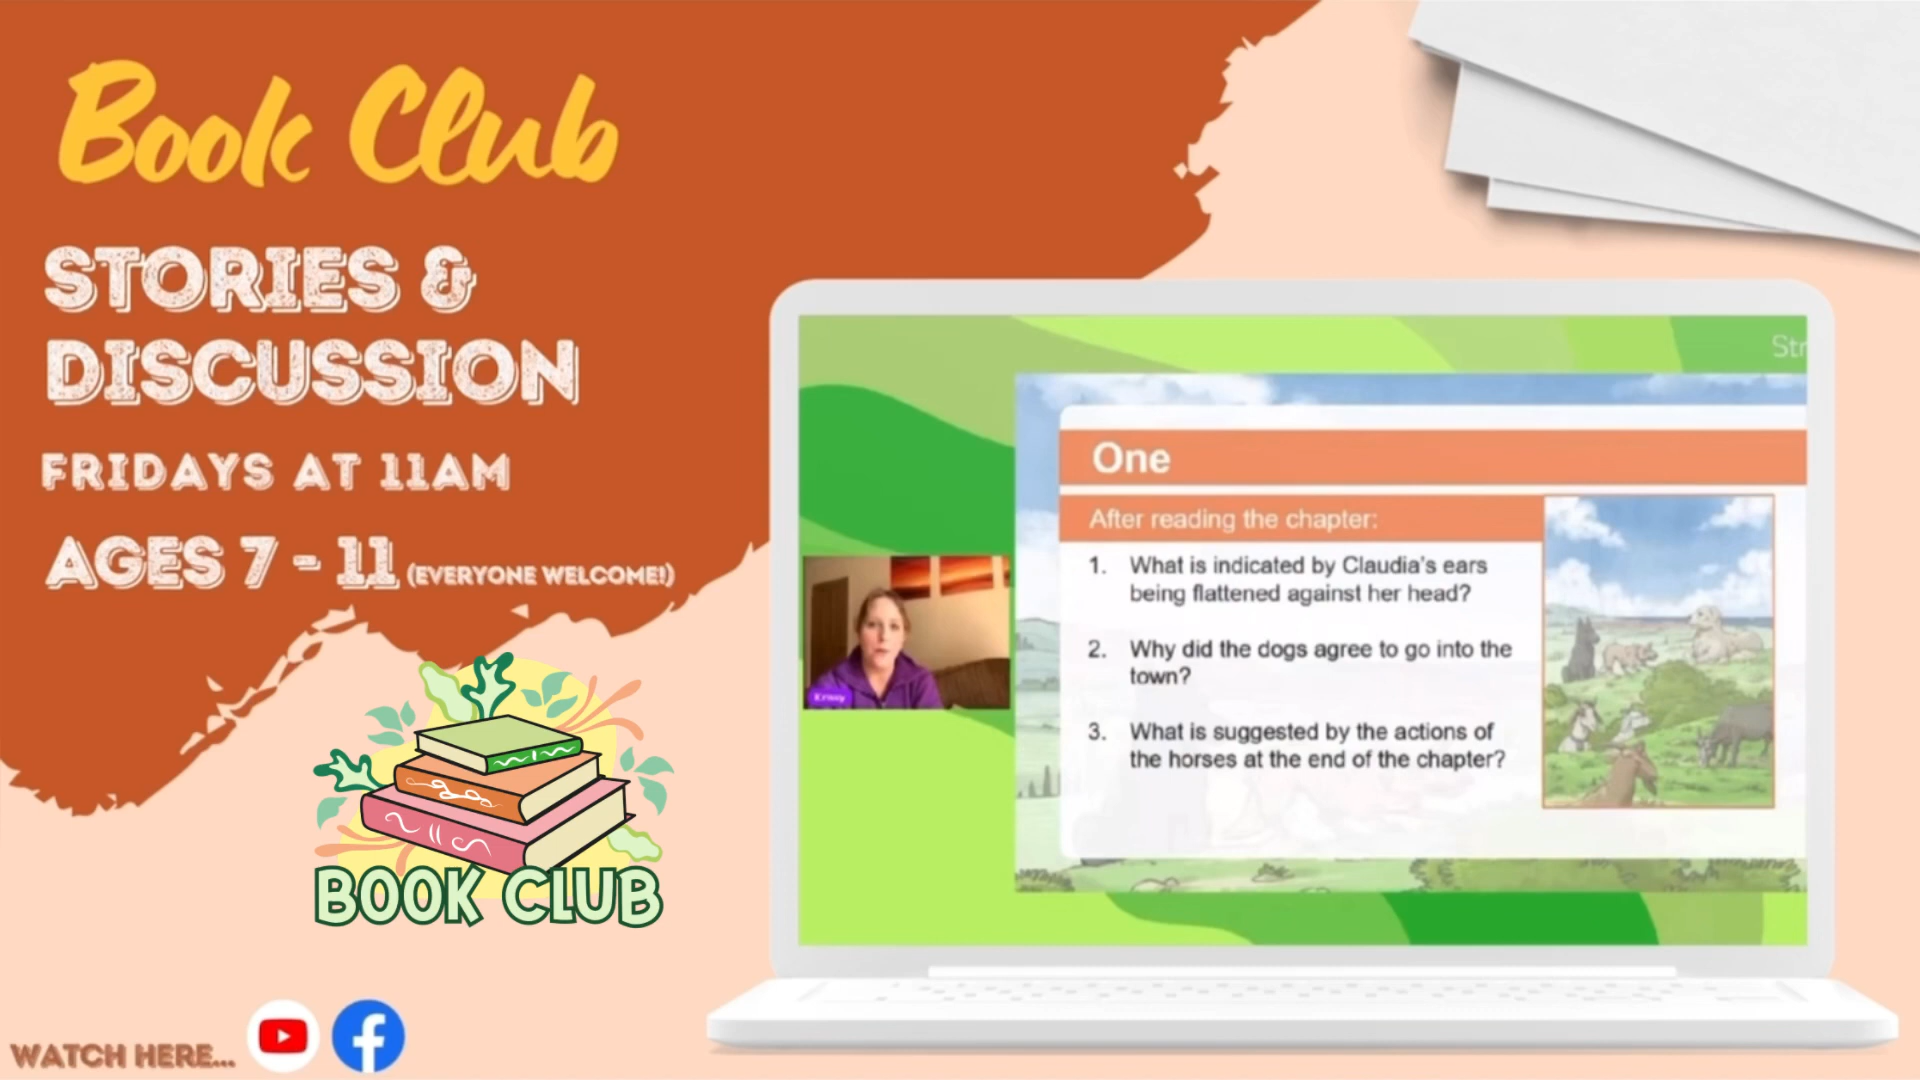 Book Club
STORIES &
DISCUSSION
FRIDAYS AT 11AM
AGES 7 - 11 (EVERYONE WELCOME!)
BOOK CLUB
WATCH HERE...
Str
One
After reading the chapter:
1. What is indicated by Claudia's ears
being flattened against her head?
2. Why did the dogs agree to go into the
town?
3. What is suggested by the actions of
the horses at the end of the chapter?